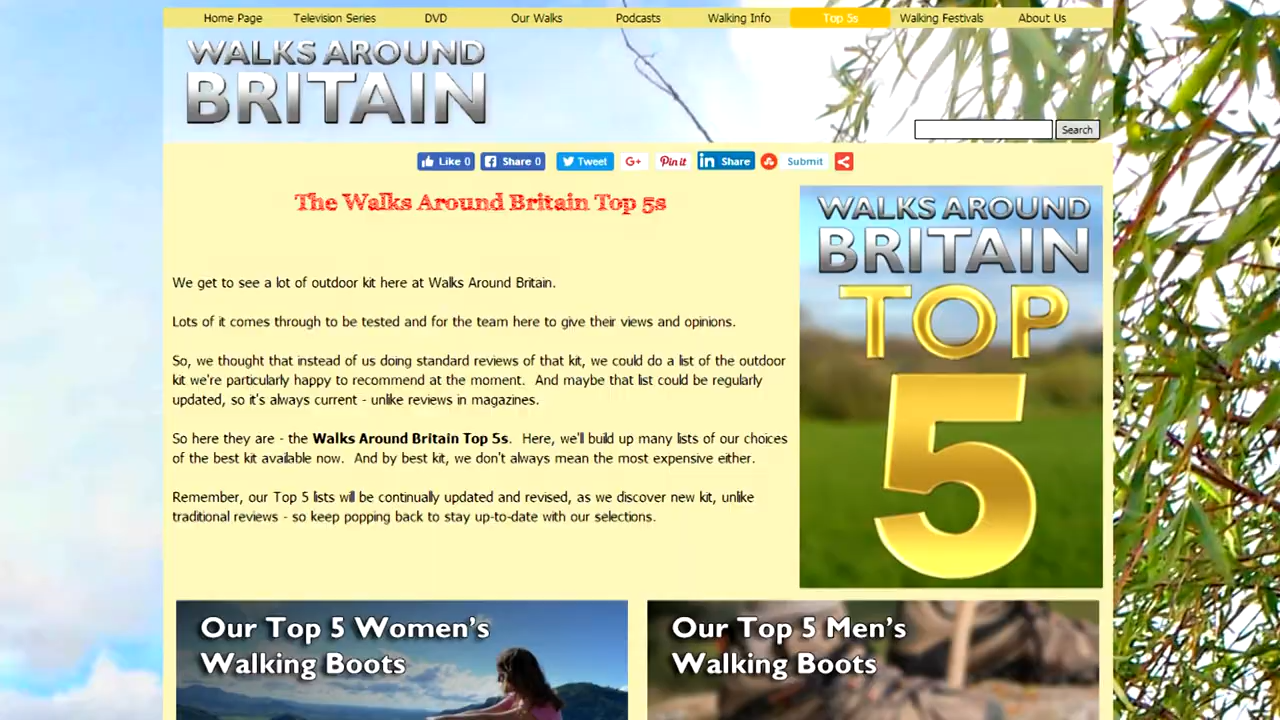 Home Page Television Series DVD Our Walks Podcasts Walking Info Top 5s Walking Festivals About Us
WALKS AROUND
BRITAIN
Search
Like 0 Share 0 Tweet G+ Pin it in Share Submit
The Walks Around Britain Top 5s
We get to see a lot of outdoor kit here at Walks Around Britain.
Lots of it comes through to be tested and for the team here to give their views and opinions.
So, we thought that instead of us doing standard reviews of that kit, we could do a list of the outdoor
kit we're particularly happy to recommend at the moment. And maybe that list could be regularly
updated, so it's always current - unlike reviews in magazines.
So here they are - the Walks Around Britain Top 5s. Here, we'll build up many lists of our choices
of the best kit available now. And by best kit, we don't always mean the most expensive either.
Remember, our Top 5 lists will be continually updated and revised, as we discover new kit, unlike
traditional reviews - so keep popping back to stay up-to-date with our selections.
WALKS AROUND
BRITAIN
TOP
5
Our Top 5 Women's
Walking Boots
Our Top 5 Men's
Walking Boots